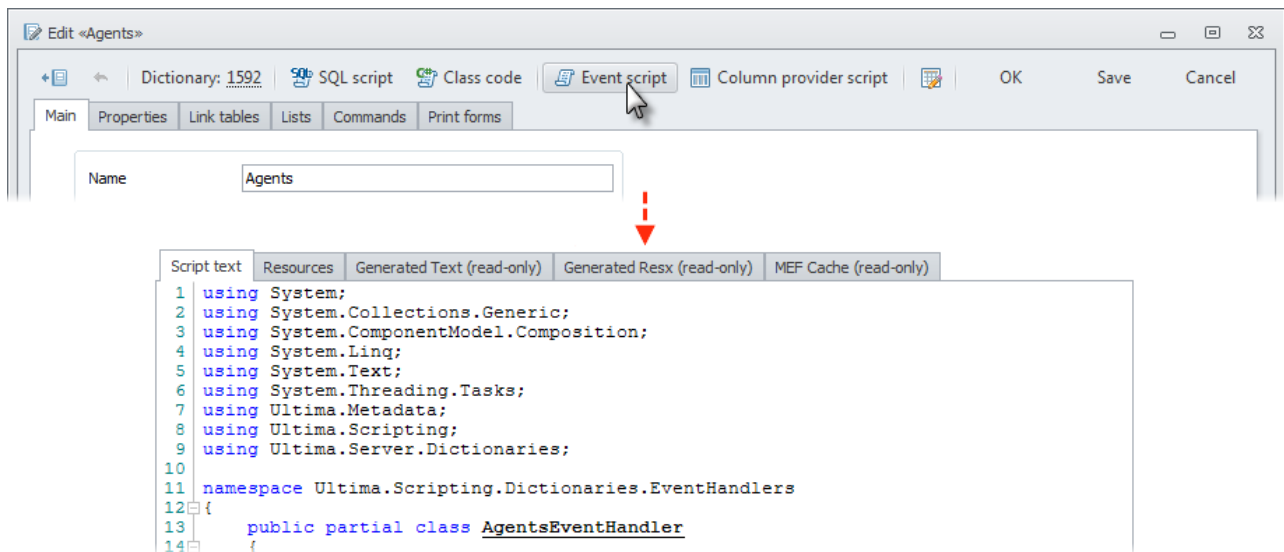 Edit «Agents»
Dictionary: 1592 SQL script Class code Event script Column provider script OK Save Cancel
Main Properties Link tables Lists Commands Print forms
Name Agents
Script text Resources Generated Text (read-only) Generated Resx (read-only) MEF Cache (read-only)
1 using System;
2 using System.Collections.Generic;
3 using System.ComponentModel.Composition;
4 using System.Linq;
5 using System.Text;
6 using System.Threading.Tasks;
7 using Ultima.Metadata;
8 using Ultima.Scripting;
9 using Ultima.Server.Dictionaries;
10
11 namespace Ultima.Scripting.Dictionaries.EventHandlers
12 {
13 public partial class AgentsEventHandler
14 {